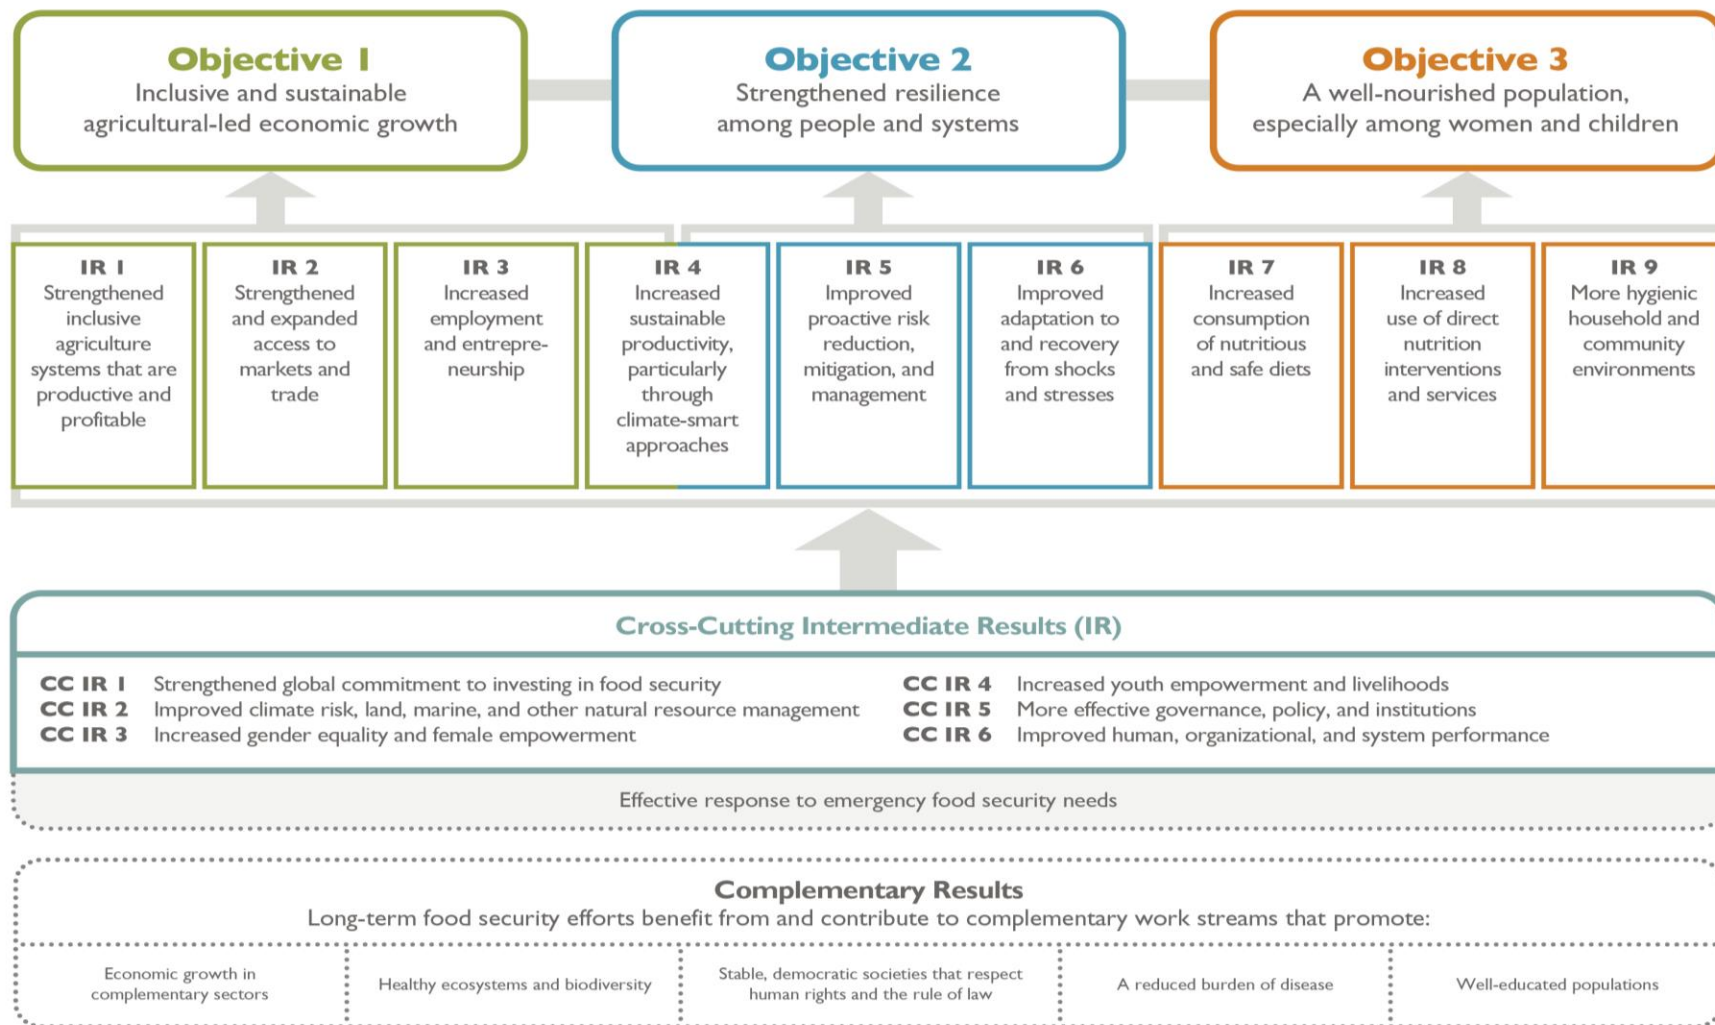 Objective 1
Inclusive and sustainable
agricultural-led economic growth
Objective 2
Strengthened resilience
among people and systems
Objective 3
A well-nourished population,
especially among women and children
IR 1
Strengthened
inclusive
agriculture
systems that are
productive and
profitable
IR 2
Strengthened
and expanded
access to
markets and
trade
IR 3
Increased
employment
and entrepre-
neurship
IR 4
Increased
sustainable
productivity,
particularly
through
climate-smart
approaches
IR 5
Improved
proactive risk
reduction,
mitigation, and
management
IR 6
Improved
adaptation to
and recovery
from shocks
and stresses
IR 7
Increased
consumption
of nutritious
and safe diets
IR 8
Increased
use of direct
nutrition
interventions
and services
IR 9
More hygienic
household and
community
environments
Cross-Cutting Intermediate Results (IR)
CC IR 1 Strengthened global commitment to investing in food security
CC IR 2 Improved climate risk, land, marine, and other natural resource management
CC IR 3 Increased gender equality and female empowerment
CC IR 4 Increased youth empowerment and livelihoods
CC IR 5 More effective governance, policy, and institutions
CC IR 6 Improved human, organizational, and system performance
Effective response to emergency food security needs
Complementary Results
Long-term food security efforts benefit from and contribute to complementary work streams that promote:
Economic growth in
complementary sectors
Healthy ecosystems and biodiversity
Stable, democratic societies that respect
human rights and the rule of law
A reduced burden of disease
Well-educated populations